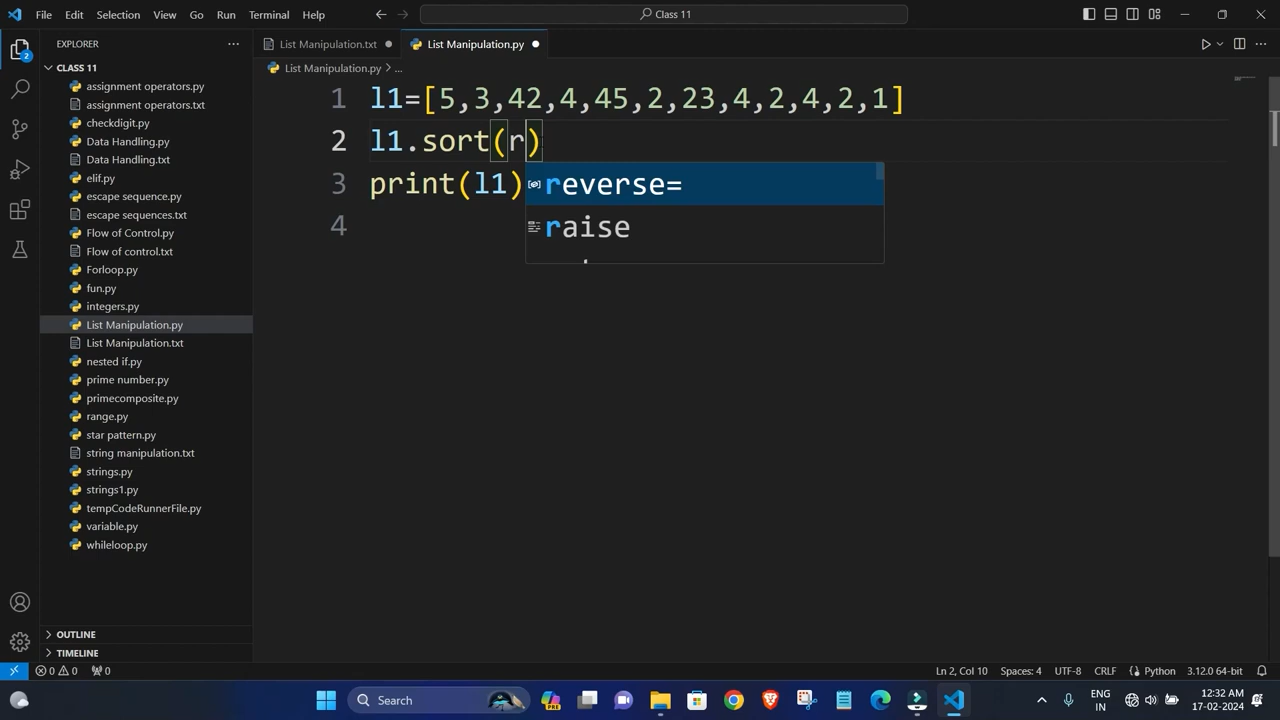 File Edit Selection View Go Run Terminal Help
Class 11
EXPLORER
CLASS 11
2
assignment operators.py
assignment operators.txt
checkdigit.py
Data Handling.py
Data Handling.txt
elif.py
escape sequence.py
escape sequences.txt
Flow of Control.py
Flow of control.txt
Forloop.py
fun.py
integers.py
List Manipulation.py
List Manipulation.txt
nested if.py
prime number.py
primecomposite.py
range.py
star pattern.py
string manipulation.txt
strings.py
strings1.py
tempCodeRunnerFile.py
variable.py
whileloop.py
OUTLINE
TIMELINE
List Manipulation.txt List Manipulation.py
List Manipulation.py > ...
1 l1=[5,3,42,4,45,2,23,4,2,4,2,1]
2 l1.sort(r)
3 print(l1)
4
reverse=
raise
0 0 0 Ln 2, Col 10 Spaces: 4 UTF-8 CRLF Python 3.12.0 64-bit
Search PRE ENG 12:32 AM
IN 17-02-2024